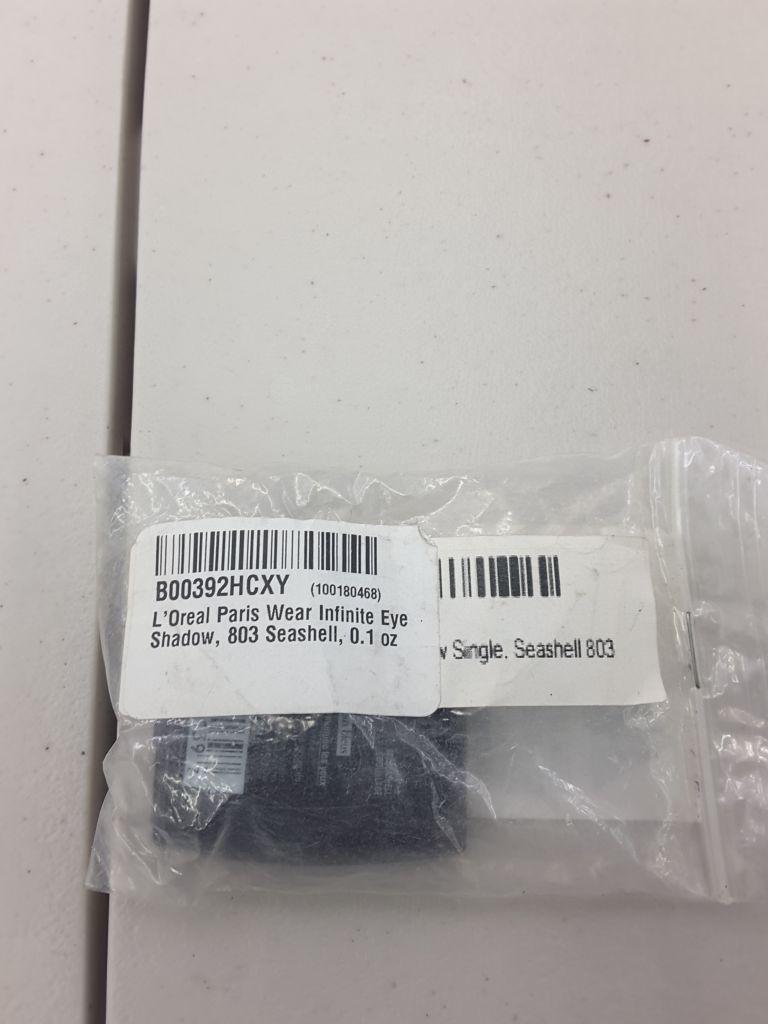 B00392HCXY (100180468)
L'Oreal Paris Wear Infinite Eye
Shadow, 803 Seashell, 0.1 oz
Single, Seashell 803